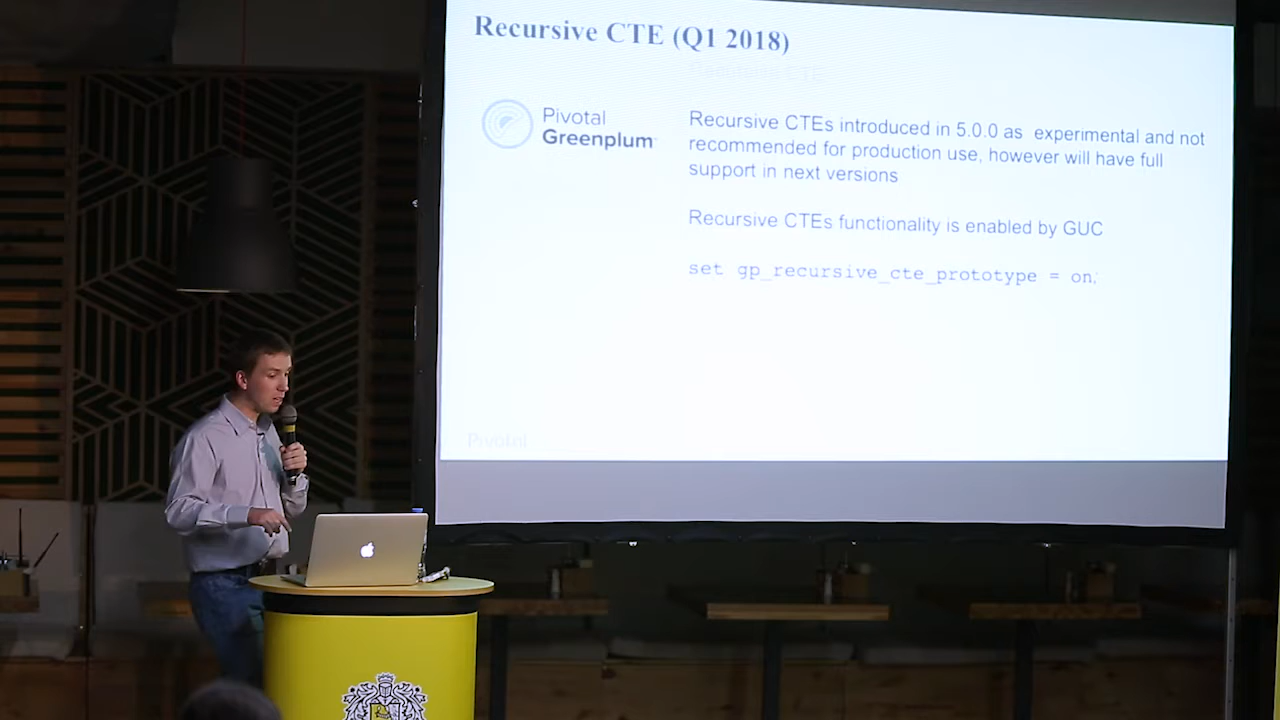 Recursive CTE (Q1 2018)
Pivotal
Greenplum
Recursive CTEs introduced in 5.0.0 as experimental and not
recommended for production use, however will have full
support in next versions
Recursive CTEs functionality is enabled by GUC
set gp_recursive_cte_prototype = on;
Pivotal